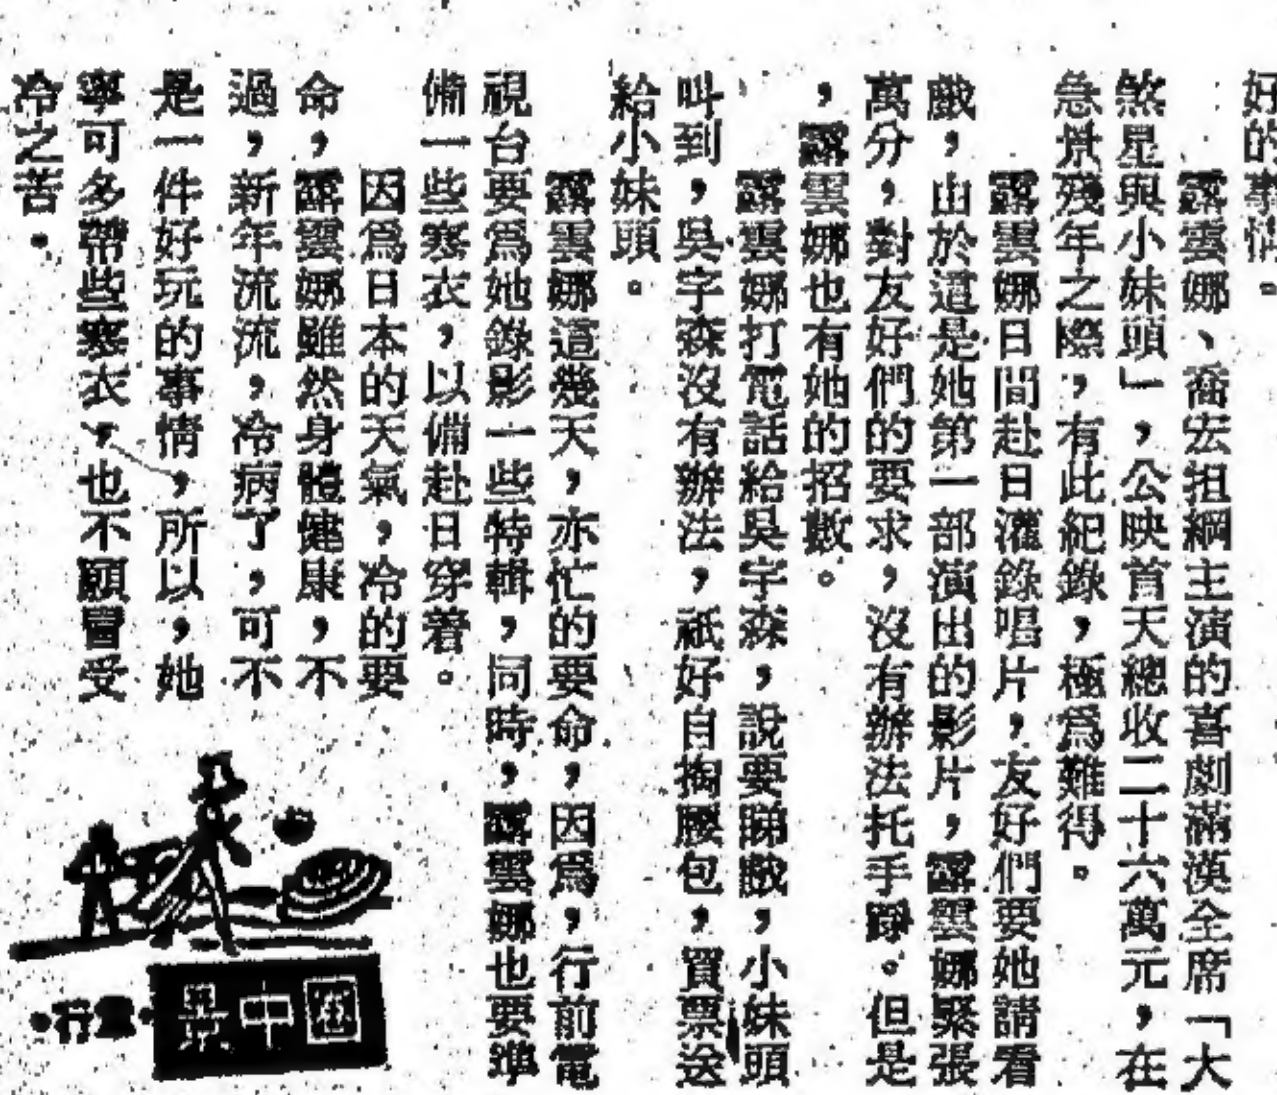 好的事情。
露雲娜、喬宏担綱主演的喜劇滿漢全席「大
煞星與小妹頭」，公映首天總收二十六萬元，在
急景殘年之際，有此紀錄，極爲難得。
露雲娜日間赴日灌錄唱片，友好們要她請看
戲，由於這是她第一部演出的影片，露雲娜緊張
萬分，對友好們的要求，沒有辦法托手踭。但是
，露雲娜也有她的招數。
露雲娜打電話給吳宇森，說要睇戲，小妹頭
叫到，吳宇森沒有辦法，祇好自掏腰包，買票送
給小妹頭。
露雲娜這幾天，亦忙的要命，因爲，行前電
視台要爲她錄影一些特輯，同時，露雲娜也要準
備一些寒衣，以備赴日穿着。
因爲日本的天氣，冷的要
命，露雲娜雖然身體健康，不
過，新年流流，冷病了，可不
是一件好玩的事情，所以，她
寧可多帶些寒衣，也不願冒受
冷之苦。
圈中景